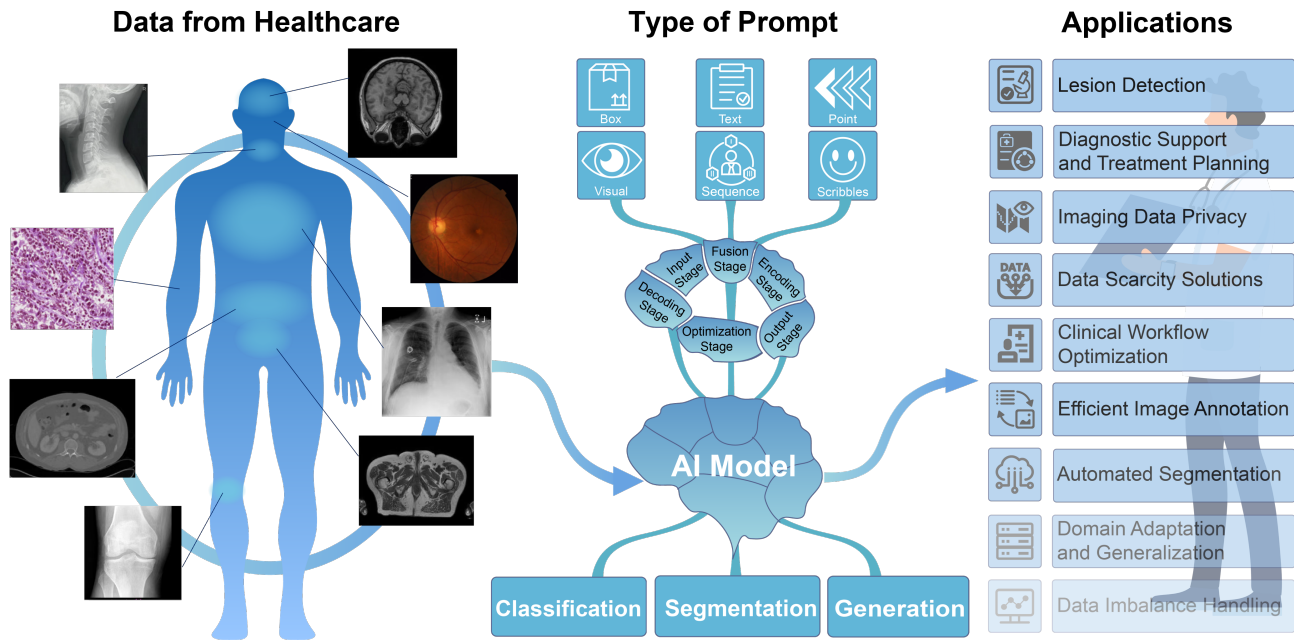 Data from Healthcare
Type of Prompt
Applications
Box
Text
Point
Visual
Sequence
Scribbles
Input
Stage
Fusion
Stage
Encoding
Stage
Decoding
Stage
Optimization
Stage
Output
Stage
AI Model
Classification
Segmentation
Generation
Lesion Detection
Diagnostic Support
and Treatment Planning
Imaging Data Privacy
DATA
Data Scarcity Solutions
Clinical Workflow
Optimization
Efficient Image Annotation
Automated Segmentation
Domain Adaptation
and Generalization
Data Imbalance Handling